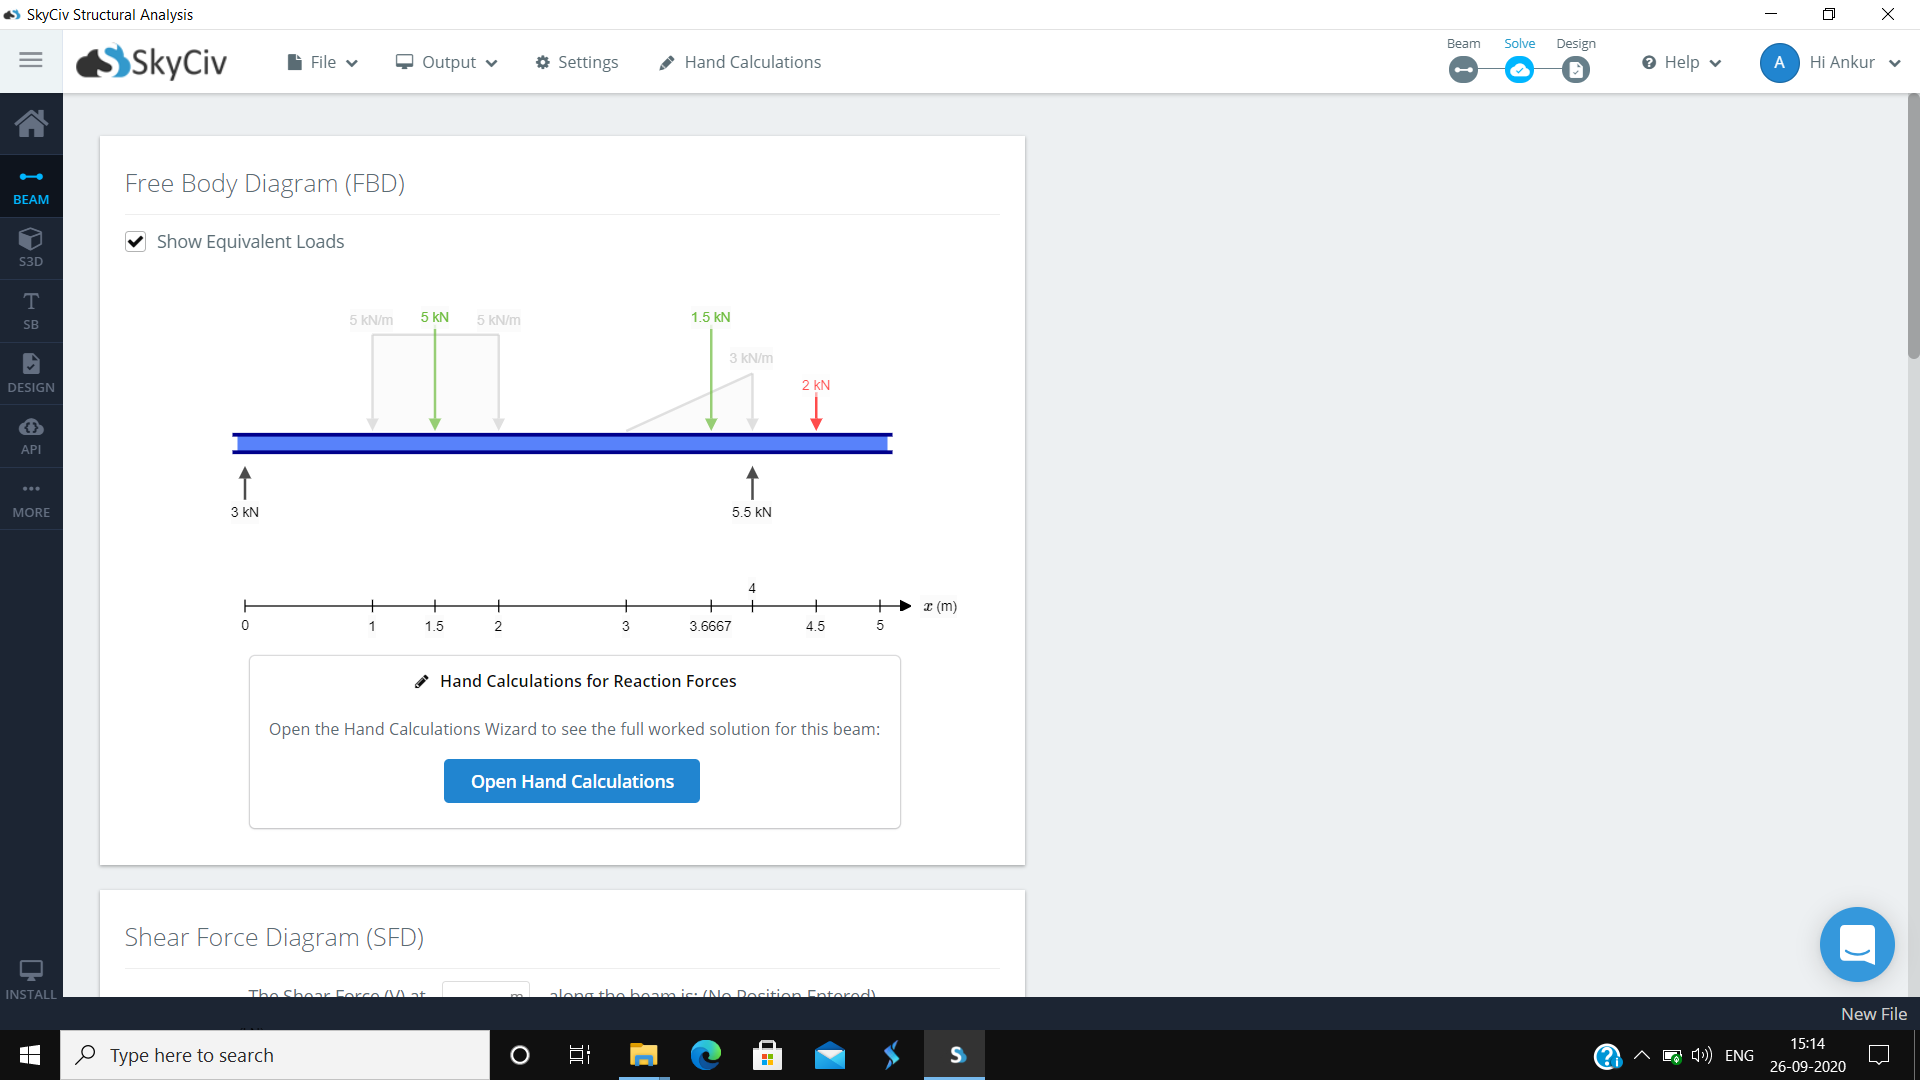 SkyCiv Structural Analysis
SkyCiv
File
Output
Settings
Hand Calculations
Beam
Solve
Design
Help
A
Hi Ankur
BEAM
S3D
T
SB
DESIGN
API
MORE
INSTALL
Free Body Diagram (FBD)
Show Equivalent Loads
5 kN/m
5 kN
5 kN/m
1.5 kN
3 kN/m
2 kN
3 kN
5.5 kN
4
x (m)
0
1
1.5
2
3
3.6667
4.5
5
Hand Calculations for Reaction Forces
Open the Hand Calculations Wizard to see the full worked solution for this beam:
Open Hand Calculations
Shear Force Diagram (SFD)
The Shear Force (V) at m along the beam is: (No Position Entered)
New File
Type here to search
S
ENG
15:14
26-09-2020